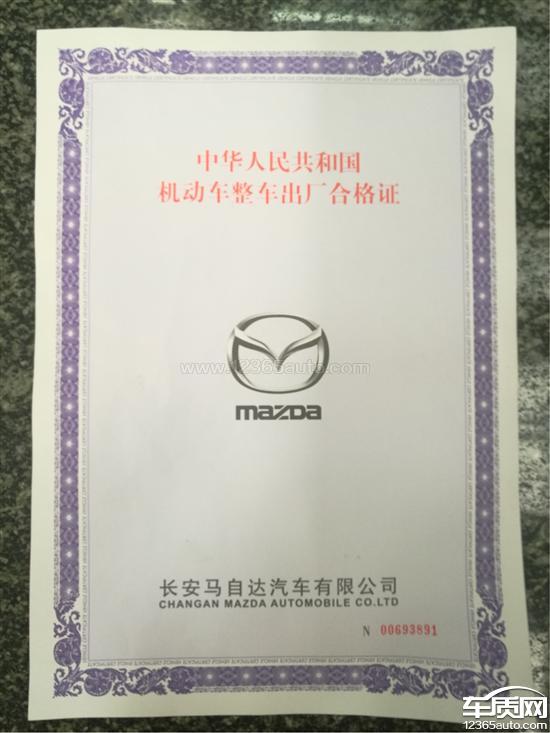 中华人民共和国
机动车整车出厂合格证
www.12365auto.com
mazda
长安马自达汽车有限公司
CHANGAN MAZDA AUTOMOBILE CO.LTD
N 00693891
车质网
12365auto.com